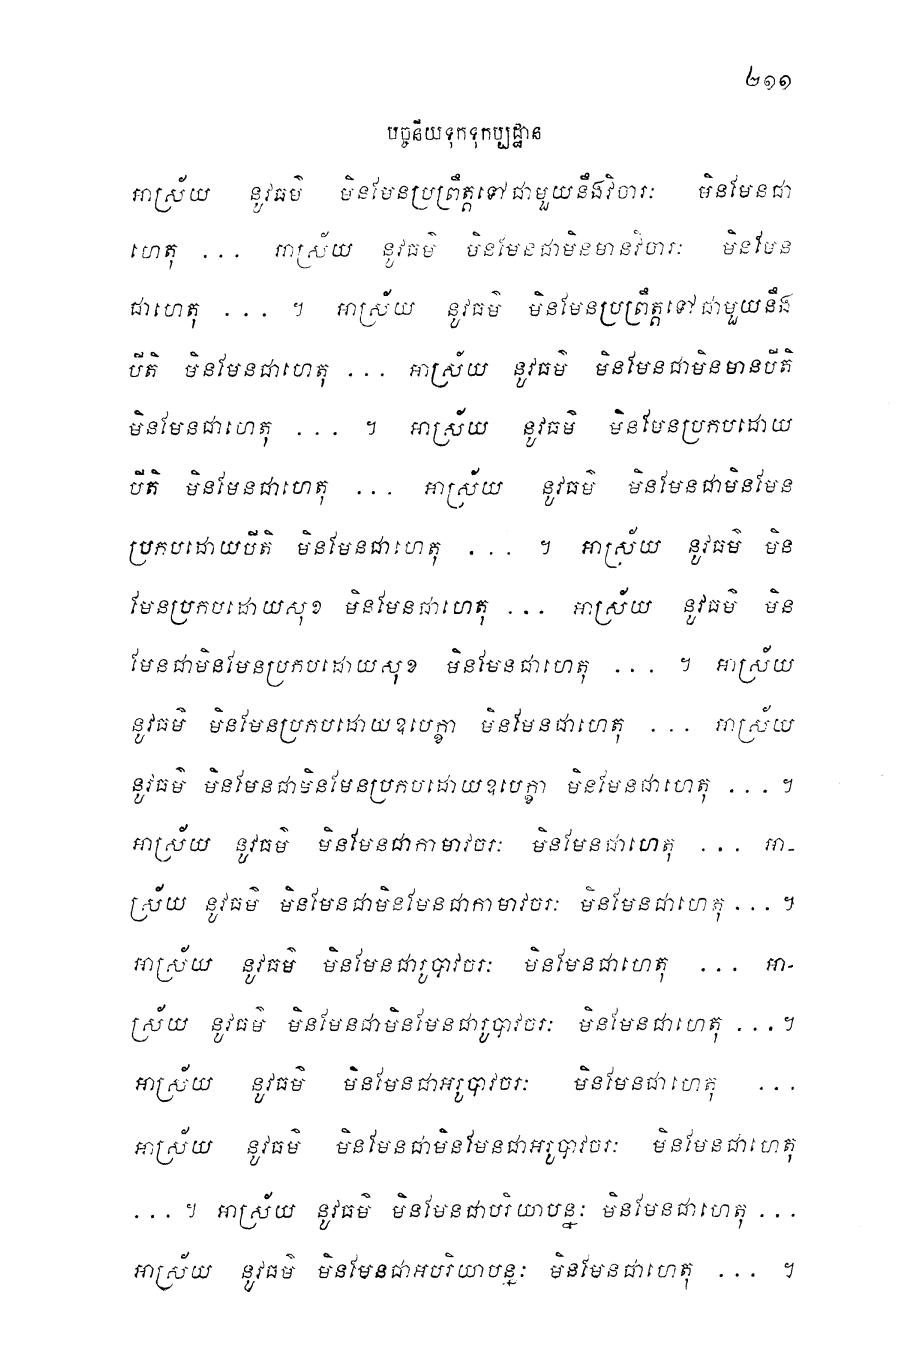 ២១១
បច្ចនីយទុកទុកប្បដ្ឋាន
អាស្រ័យ នូវធម៌ មិនមែនប្រព្រឹត្តទៅជាមួយនឹងវិចារៈ មិនមែនជា
ហេតុ ... អាស្រ័យ នូវធម៌ មិនមែនជាមិនមានវិចារៈ មិនមែន
ជាហេតុ ... ។ អាស្រ័យ នូវធម៌ មិនមែនប្រព្រឹត្តទៅជាមួយនឹង
បីតិ មិនមែនជាហេតុ ... អាស្រ័យ នូវធម៌ មិនមែនជាមិនមានបីតិ
មិនមែនជាហេតុ ... ។ អាស្រ័យ នូវធម៌ មិនមែនប្រកបដោយ
បីតិ មិនមែនជាហេតុ ... អាស្រ័យ នូវធម៌ មិនមែនជាមិនមែន
ប្រកបដោយបីតិ មិនមែនជាហេតុ ... ។ អាស្រ័យ នូវធម៌ មិន
មែនប្រកបដោយសុខ មិនមែនជាហេតុ ... អាស្រ័យ នូវធម៌ មិន
មែនជាមិនមែនប្រកបដោយសុខ មិនមែនជាហេតុ ... ។ អាស្រ័យ
នូវធម៌ មិនមែនប្រកបដោយឧបេក្ខា មិនមែនជាហេតុ ... អាស្រ័យ
នូវធម៌ មិនមែនជាមិនមែនប្រកបដោយឧបេក្ខា មិនមែនជាហេតុ ... ។
អាស្រ័យ នូវធម៌ មិនមែនជាកាមាវចរៈ មិនមែនជាហេតុ ... អា-
ស្រ័យ នូវធម៌ មិនមែនជាមិនមែនជាកាមាវចរៈ មិនមែនជាហេតុ ... ។
អាស្រ័យ នូវធម៌ មិនមែនជារូបាវចរៈ មិនមែនជាហេតុ ... អា-
ស្រ័យ នូវធម៌ មិនមែនជាមិនមែនជារូបាវចរៈ មិនមែនជាហេតុ ... ។
អាស្រ័យ នូវធម៌ មិនមែនជាអរូបាវចរៈ មិនមែនជាហេតុ ...
អាស្រ័យ នូវធម៌ មិនមែនជាមិនមែនជាអរូបាវចរៈ មិនមែនជាហេតុ
... ។ អាស្រ័យ នូវធម៌ មិនមែនជាបរិយាបន្នៈ មិនមែនជាហេតុ ...
អាស្រ័យ នូវធម៌ មិនមែនជាអបរិយាបន្នៈ មិនមែនជាហេតុ ... ។